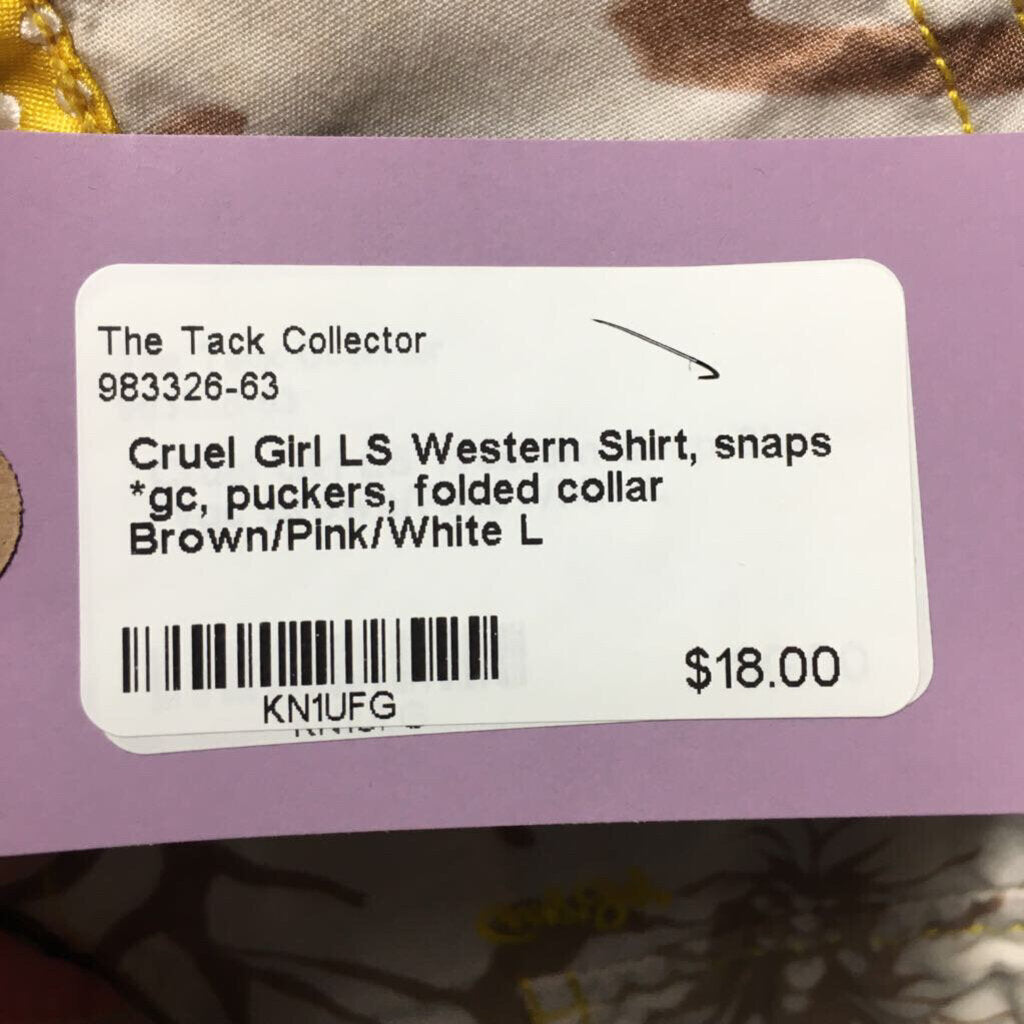 The Tack Collector
983326-63
Cruel Girl LS Western Shirt, snaps
*gc, puckers, folded collar
Brown/Pink/White L
KN1UFG
$18.00
L